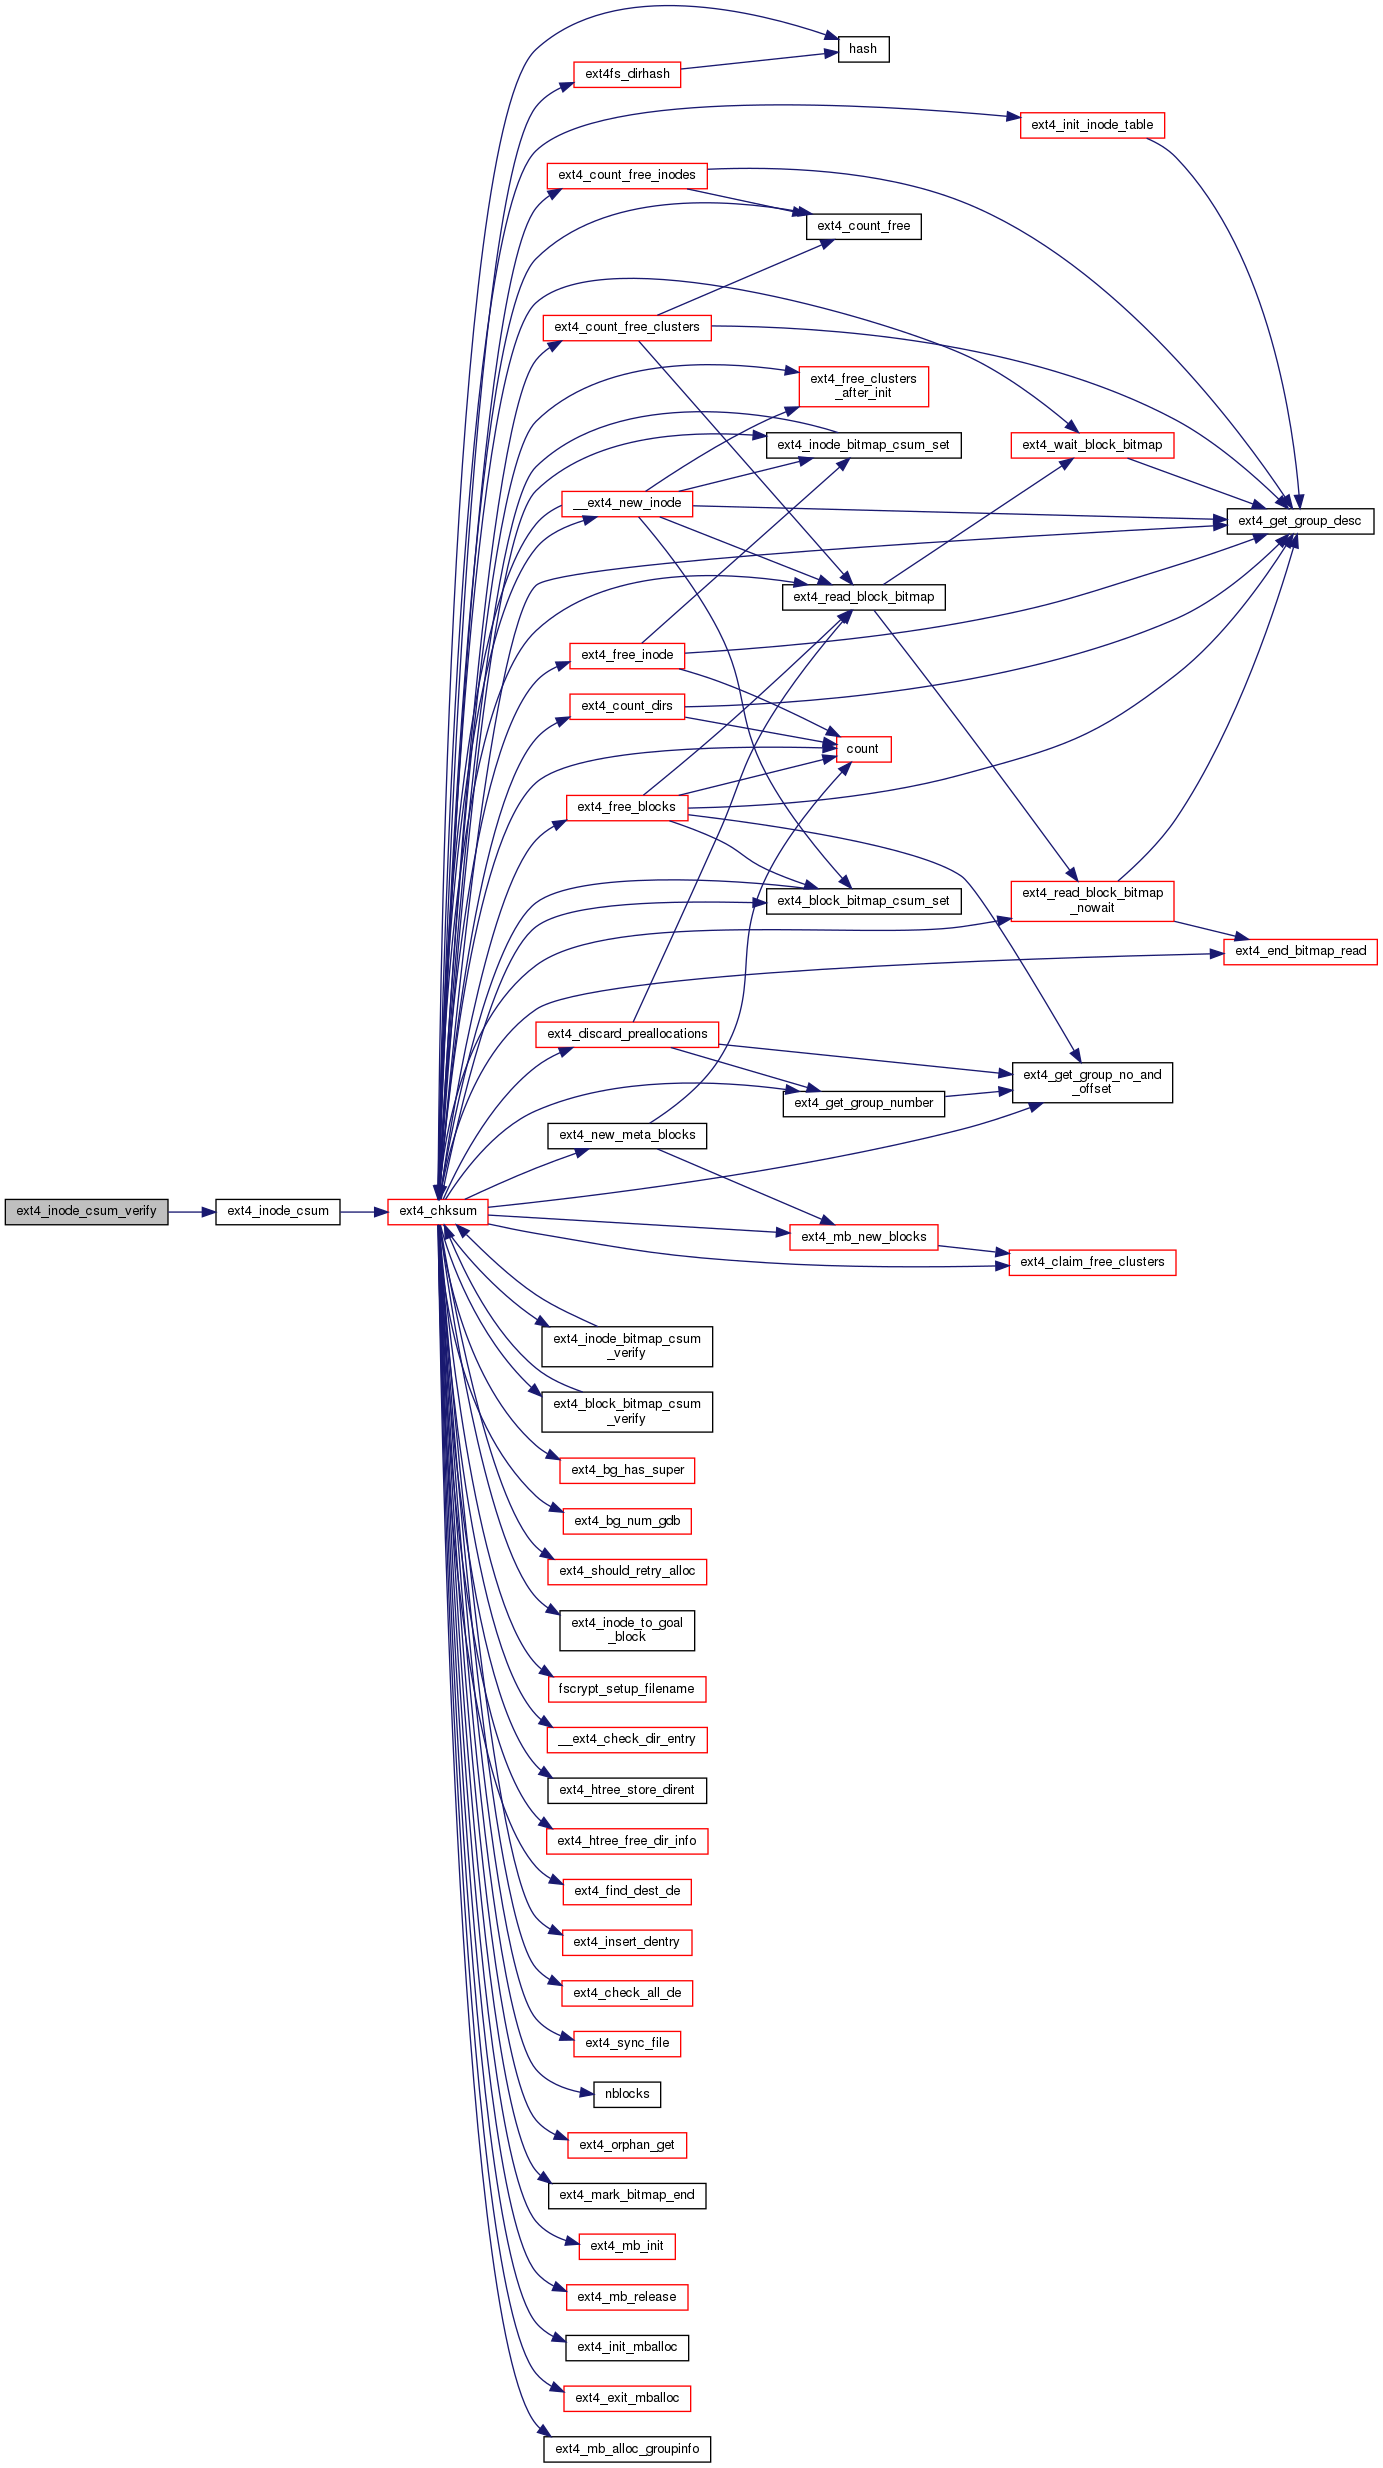 hash
ext4fs_dirhash
ext4_init_inode_table
ext4_count_free_inodes
ext4_count_free
ext4_count_free_clusters
ext4_free_clusters
_after_init
ext4_inode_bitmap_csum_set
ext4_wait_block_bitmap
__ext4_new_inode
ext4_get_group_desc
ext4_read_block_bitmap
ext4_free_inode
ext4_count_dirs
count
ext4_free_blocks
ext4_read_block_bitmap
_nowait
ext4_block_bitmap_csum_set
ext4_end_bitmap_read
ext4_discard_preallocations
ext4_get_group_no_and
_offset
ext4_get_group_number
ext4_new_meta_blocks
ext4_inode_csum_verify
ext4_inode_csum
ext4_chksum
ext4_mb_new_blocks
ext4_claim_free_clusters
ext4_inode_bitmap_csum
_verify
ext4_block_bitmap_csum
_verify
ext4_bg_has_super
ext4_bg_num_gdb
ext4_should_retry_alloc
ext4_inode_to_goal
_block
fscrypt_setup_filename
__ext4_check_dir_entry
ext4_htree_store_dirent
ext4_htree_free_dir_info
ext4_find_dest_de
ext4_insert_dentry
ext4_check_all_de
ext4_sync_file
nblocks
ext4_orphan_get
ext4_mark_bitmap_end
ext4_mb_init
ext4_mb_release
ext4_init_mballoc
ext4_exit_mballoc
ext4_mb_alloc_groupinfo